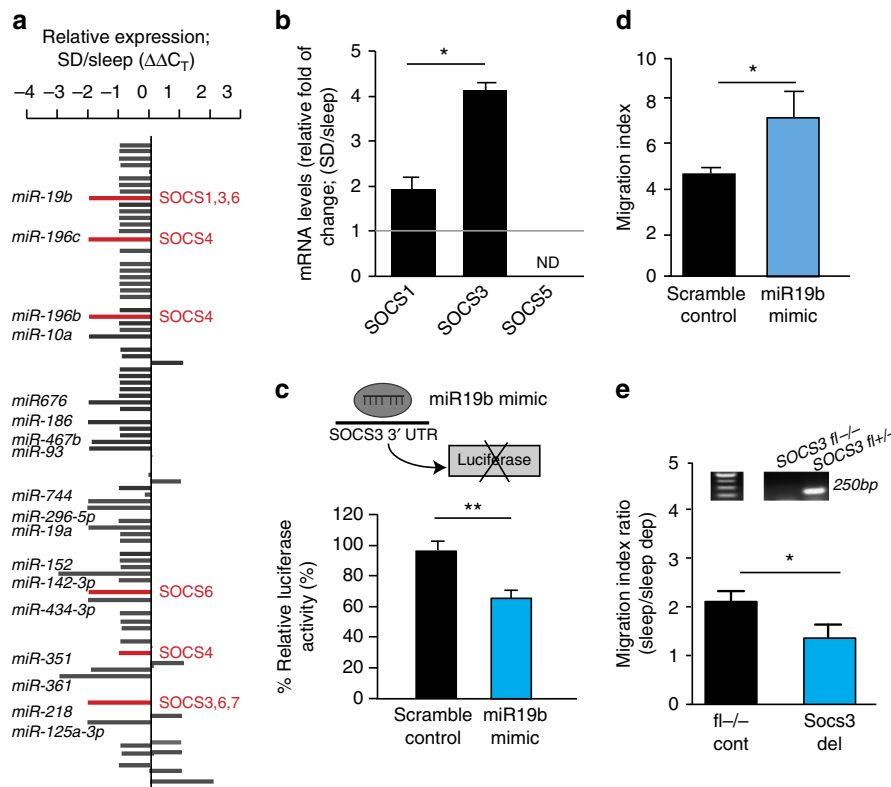 a
Relative expression;
SD/sleep (ΔΔCT)
–4 –3 –2 –1 0 1 2 3
miR-19b SOCS1,3,6
miR-196c SOCS4
miR-196b SOCS4
miR-10a
miR676
miR-186
miR-467b
miR-93
miR-744
miR-296-5p
miR-19a
miR-152
miR-142-3p
SOCS6
miR-434-3p
SOCS4
miR-351
miR-361
SOCS3,6,7
miR-218
miR-125a-3p
b
mRNA levels (relative fold of
change; (SD/sleep)
5
4
3
2
1
0
*
ND
SOCS1 SOCS3 SOCS5
c
miR19b mimic
SOCS3 3′ UTR
Luciferase
% Relative luciferase
activity (%)
120
100
80
60
40
20
0
**
Scramble control
miR19b mimic
d
Migration index
10
8
6
4
2
0
*
Scramble control
miR19b mimic
e
SOCS3 fl–/–
SOCS3 fl+/–
250bp
Migration index ratio
(sleep/sleep dep)
5
4
3
2
1
0
*
fl–/– cont
Socs3 del